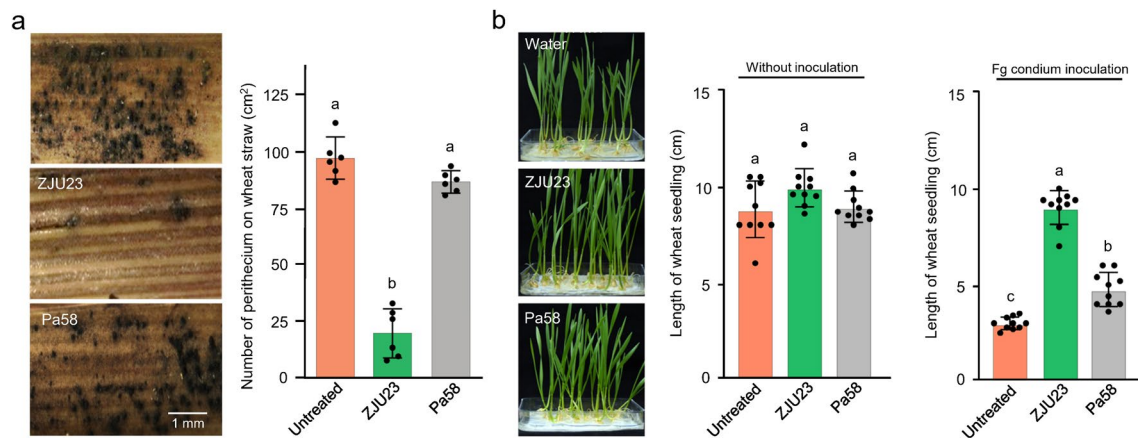 a
ZJU23
Pa58
1 mm
Number of perithecium on wheat straw (cm²)
125
100
75
50
25
0
a
b
a
Untreated
ZJU23
Pa58
b
Water
ZJU23
Pa58
Without inoculation
Length of wheat seedling (cm)
15
10
5
0
a
a
a
Untreated
ZJU23
Pa58
Fg condium inoculation
Length of wheat seedling (cm)
15
10
5
0
c
a
b
Untreated
ZJU23
Pa58